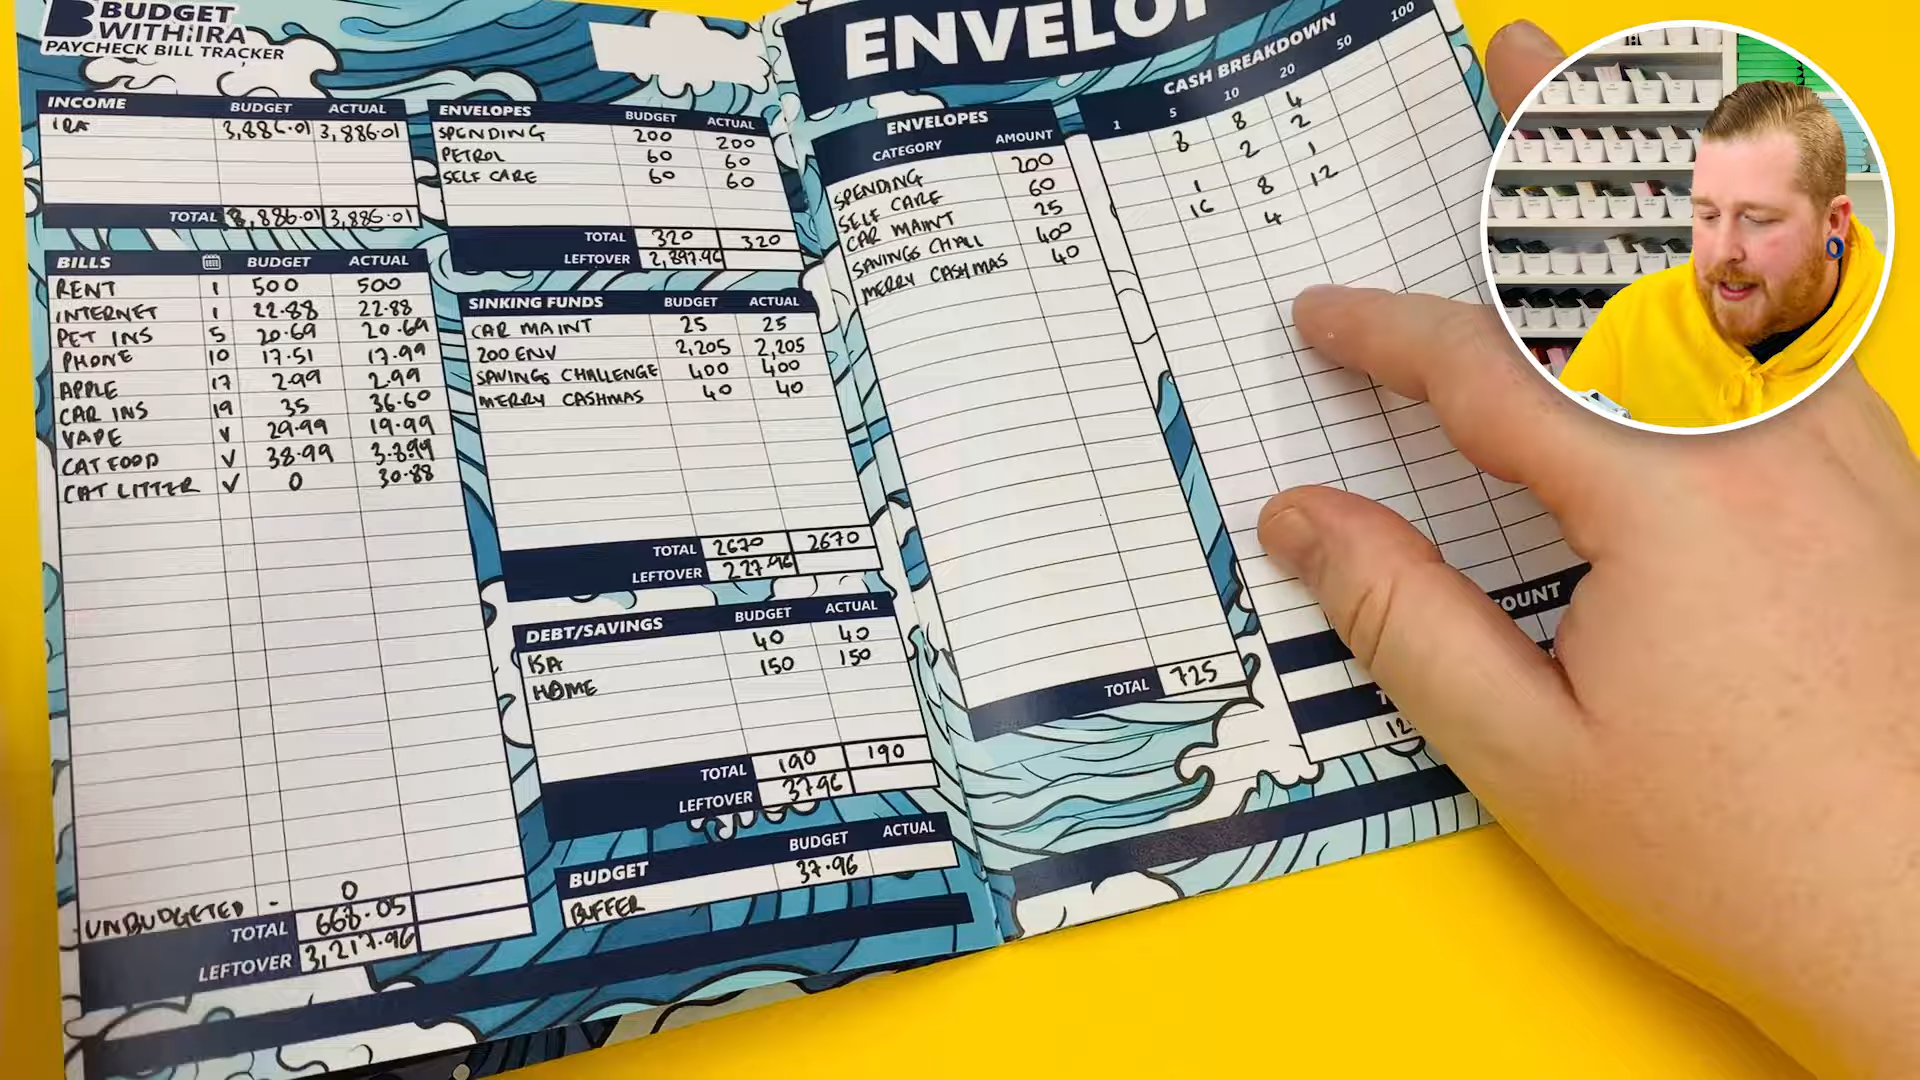 BUDGET
WITH:IRA
PAYCHECK BILL TRACKER
INCOME BUDGET ACTUAL
IRA 3,886.01 3,886.01
TOTAL 3,886.01 3,886.01
BILLS BUDGET ACTUAL
RENT 1 500 500
INTERNET 1 22.88 22.88
PET INS 5 20.69 20.69
PHONE 10 17.51 17.99
APPLE 17 2.99 2.99
CAR INS 19 35 36.60
VAPE V 29.99 19.99
CAT FOOD V 38.99 3.899
CAT LITTER V 0 30.88
UNBUDGETED - 0
TOTAL 668.05
LEFTOVER 3,217.96
ENVELOPES BUDGET ACTUAL
SPENDING 200 200
PETROL 60 60
SELF CARE 60 60
TOTAL 320 320
LEFTOVER 2,897.96
SINKING FUNDS BUDGET ACTUAL
CAR MAINT 25 25
200 ENV 2,205 2,205
SAVINGS CHALLENGE 400 400
MERRY CASHMAS 40 40
TOTAL 2670 2670
LEFTOVER 227.96
DEBT/SAVINGS BUDGET ACTUAL
ISA 40 40
HOME 150 150
TOTAL 190 190
LEFTOVER 37.96
BUDGET BUDGET ACTUAL
BUFFER 37.96
ENVELOP
ENVELOPES
CATEGORY AMOUNT
SPENDING 200
SELF CARE 60
CAR MAINT 25
SAVINGS CHALL 400
MERRY CASHMAS 40
TOTAL 725
CASH BREAKDOWN
1 5 10 20 50 100
8 8 4
2 2
1 1
16 8 12
4
OUNT
12